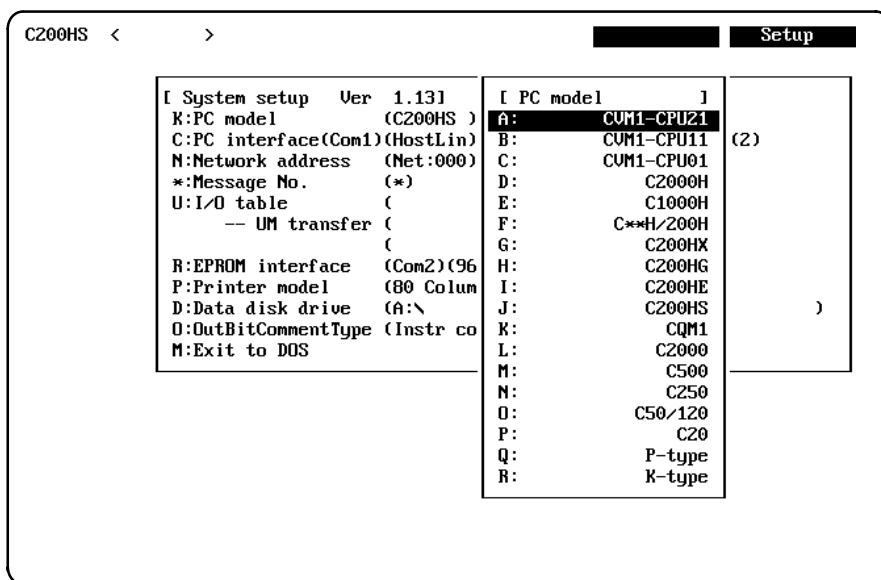 C200HS < > Setup
[ System setup Ver 1.13]
K:PC model (C200HS )
C:PC interface(Com1)(HostLin) (2)
N:Network address (Net:000)
*:Message No. (*)
U:I/O table (
-- UM transfer (
(
R:EPROM interface (Com2)(96
P:Printer model (80 Colum
D:Data disk drive (A:\ )
O:OutBitCommentType (Instr co
M:Exit to DOS
[ PC model ]
A: CVM1-CPU21
B: CVM1-CPU11
C: CVM1-CPU01
D: C2000H
E: C1000H
F: C**H/200H
G: C200HX
H: C200HG
I: C200HE
J: C200HS
K: CQM1
L: C2000
M: C500
N: C250
O: C50/120
P: C20
Q: P-type
R: K-type